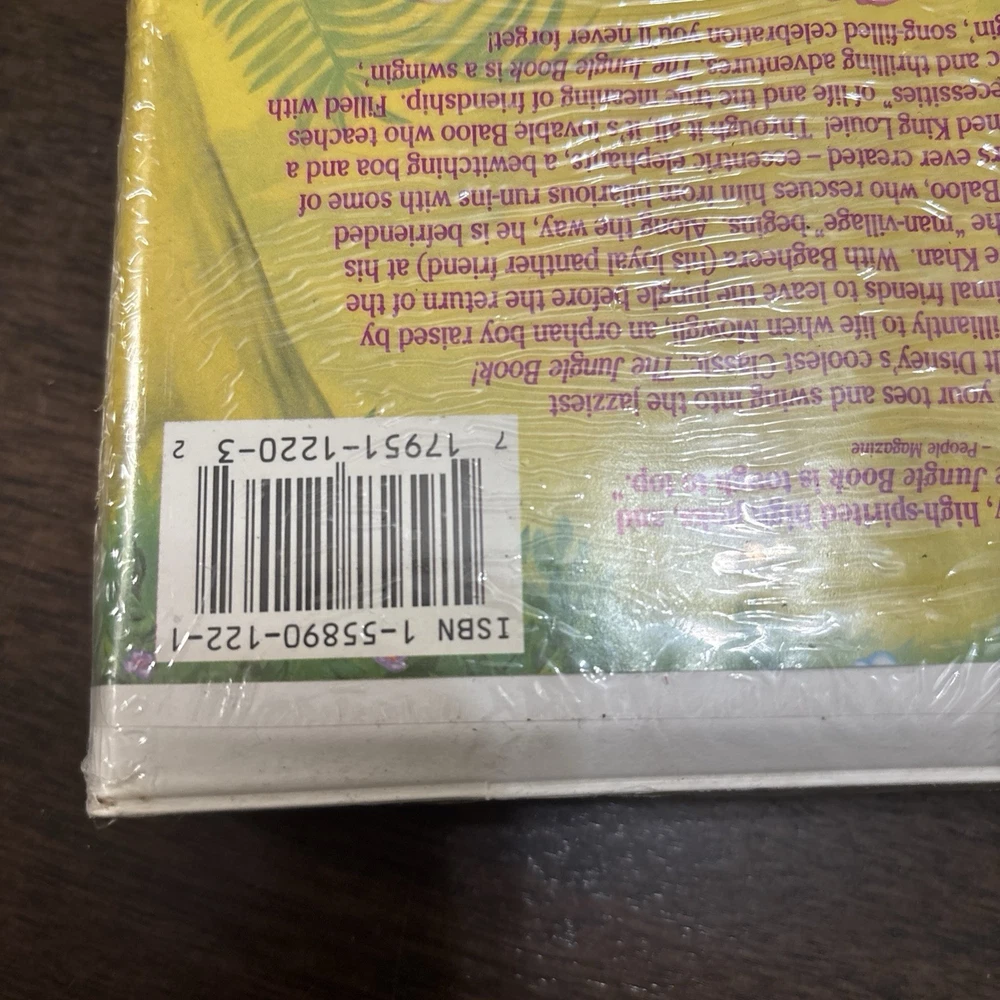 , high-spirited, high-style, and
Jungle Book is tough to top."
– People Magazine
your toes and swing into the jazziest
lt Disney's coolest Classic, The Jungle Book!
illiantly to life when Mowgli, an orphan boy raised by
imal friends to leave the jungle before the return of the
e Khan. With Bagheera (his loyal panther friend) at his
he "man-village" begins. Along the way, he is befriended
Baloo, who rescues him from hilarious run-ins with some of
s ever created – eccentric elephants, a bewitching boa and a
ned King Louie! Through it all, it's lovable Baloo who teaches
ecessities" of life and the true meaning of friendship. Filled with
c and thrilling adventures, The Jungle Book is a swingin',
gin', song-filled celebration you'll never forget!
ISBN 1-55890-122-1
7 17951-1220-3 2